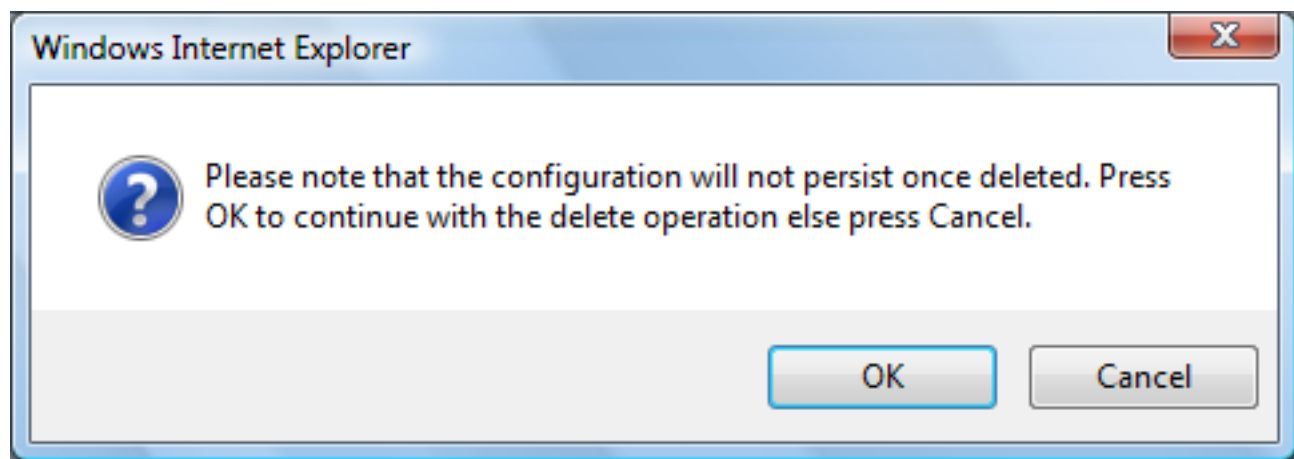 Windows Internet Explorer
Please note that the configuration will not persist once deleted. Press
OK to continue with the delete operation else press Cancel.
OK
Cancel